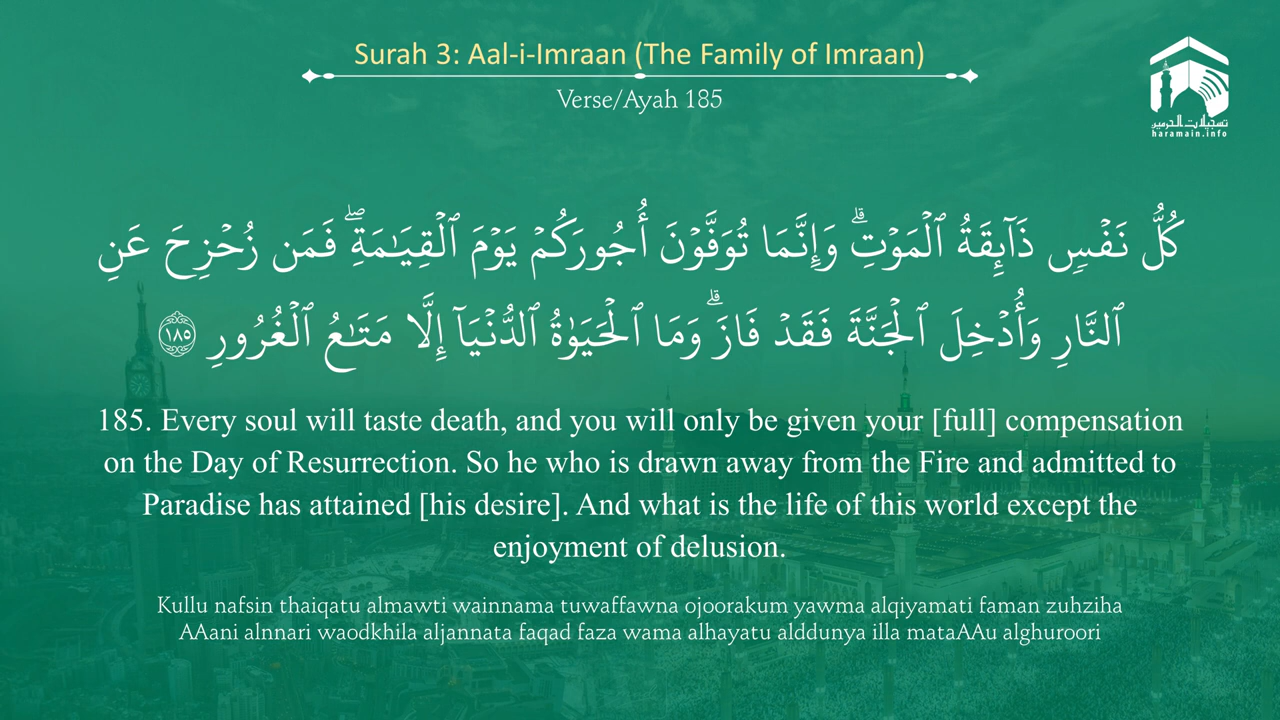 Surah 3: Aal-i-Imraan (The Family of Imraan)
Verse/Ayah 185
تسجيلات الحرمين
haramain.info
كُلُّ نَفْسٍ ذَآئِقَةُ ٱلْمَوْتِ ۗ وَإِنَّمَا تُوَفَّوْنَ أُجُورَكُمْ يَوْمَ ٱلْقِيَـٰمَةِ ۖ فَمَن زُحْزِحَ عَنِ
ٱلنَّارِ وَأُدْخِلَ ٱلْجَنَّةَ فَقَدْ فَازَ ۗ وَمَا ٱلْحَيَوٰةُ ٱلدُّنْيَآ إِلَّا مَتَـٰعُ ٱلْغُرُورِ ١٨٥
185. Every soul will taste death, and you will only be given your [full] compensation
on the Day of Resurrection. So he who is drawn away from the Fire and admitted to
Paradise has attained [his desire]. And what is the life of this world except the
enjoyment of delusion.
Kullu nafsin thaiqatu almawti wainnama tuwaffawna ojoorakum yawma alqiyamati faman zuhziha
AAani alnnari waodkhila aljannata faqad faza wama alhayatu alddunya illa mataAAu alghuroori